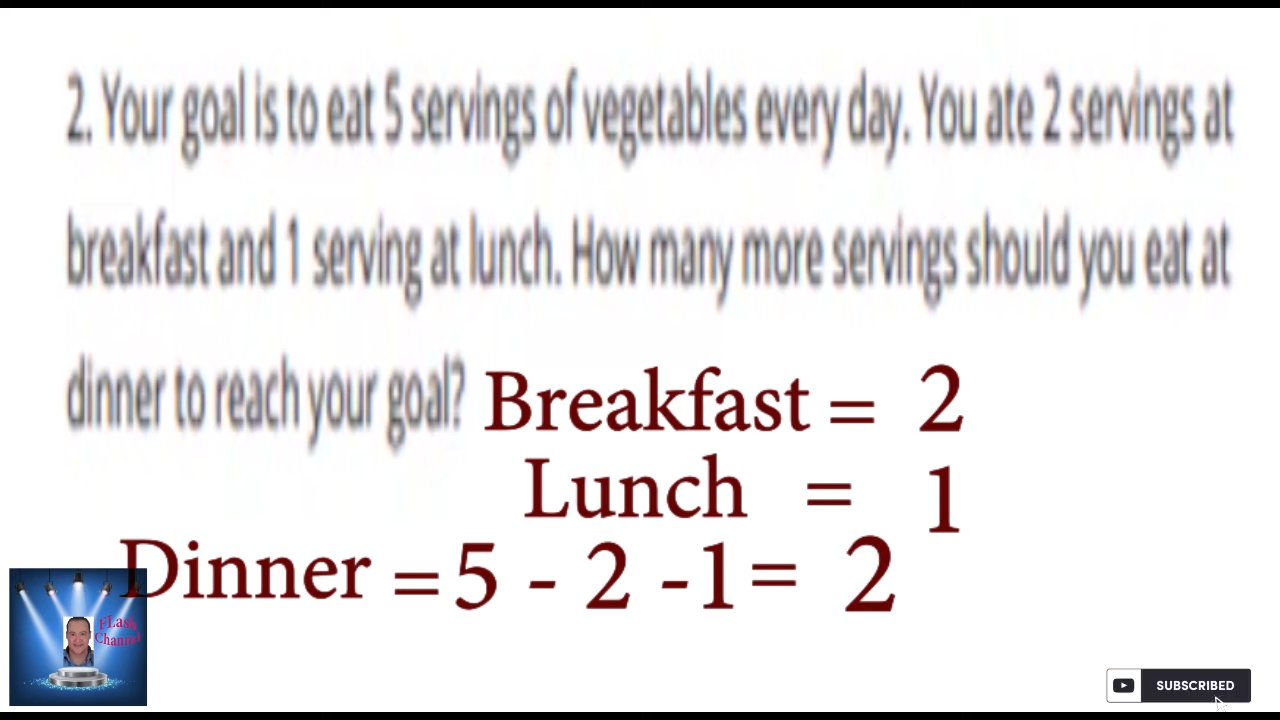 2. Your goal is to eat 5 servings of vegetables every day. You ate 2 servings at
breakfast and 1 serving at lunch. How many more servings should you eat at
dinner to reach your goal?
Breakfast = 2
Lunch = 1
Dinner = 5 - 2 - 1 = 2
FLash
Channel
SUBSCRIBED